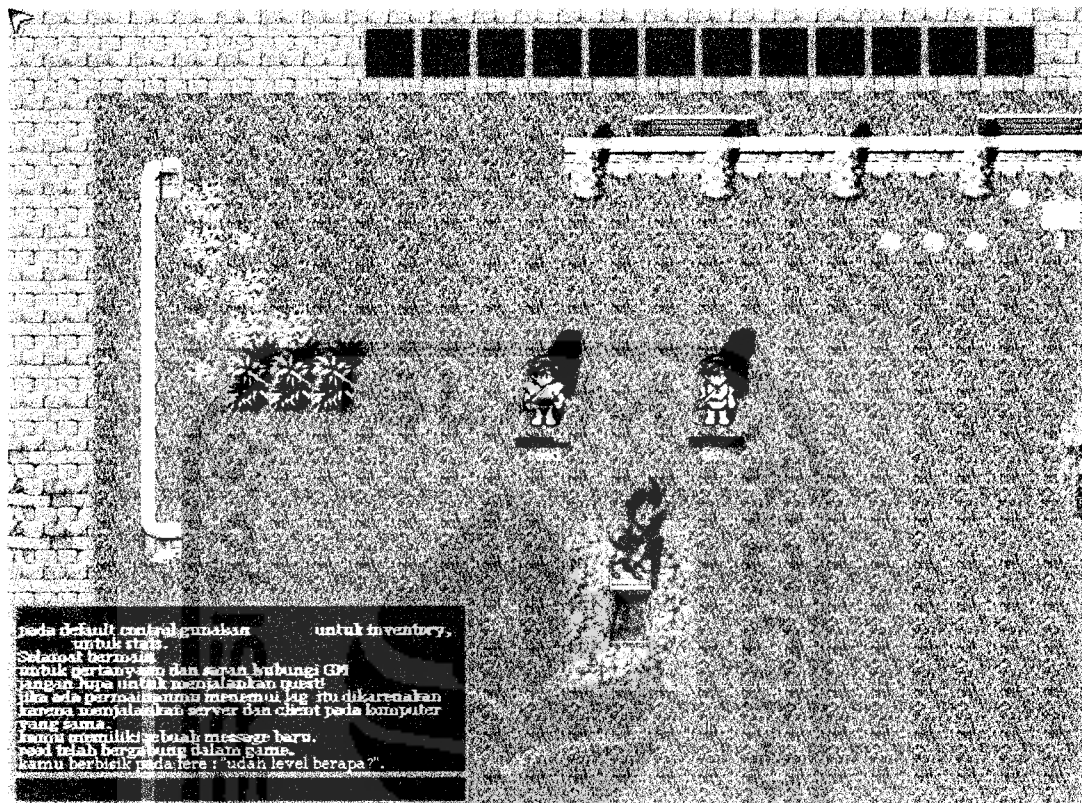 pada default control gunakan untuk inventory,
untuk stats.
Selamat bermain
untuk pertanyaan dan saran hubungi GM
jangan lupa untuk menjalankan quest!
jika ada permainanmu menemui lag itu dikarenakan
karena menjalankan server dan client pada komputer
yang sama.
kamu memiliki sebuah message baru.
telah bergabung dalam game.
kamu berbisik pada fere : "udah level berapa?".